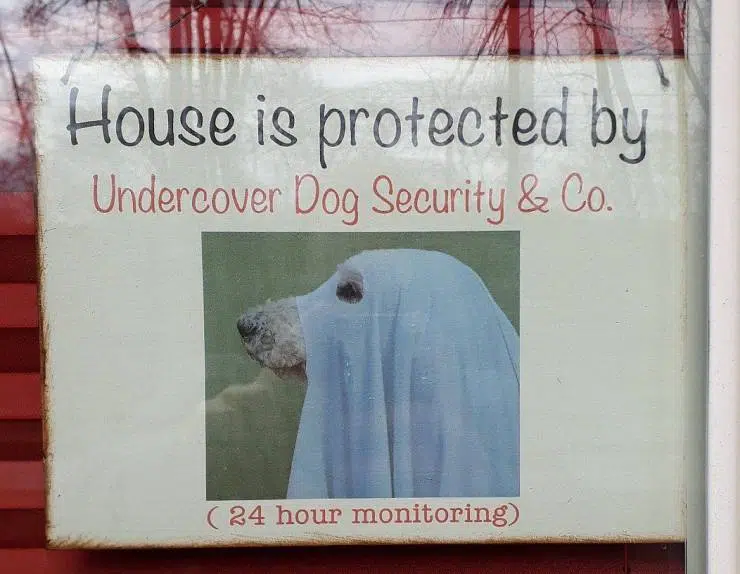 House is protected by
Undercover Dog Security & Co.
( 24 hour monitoring)